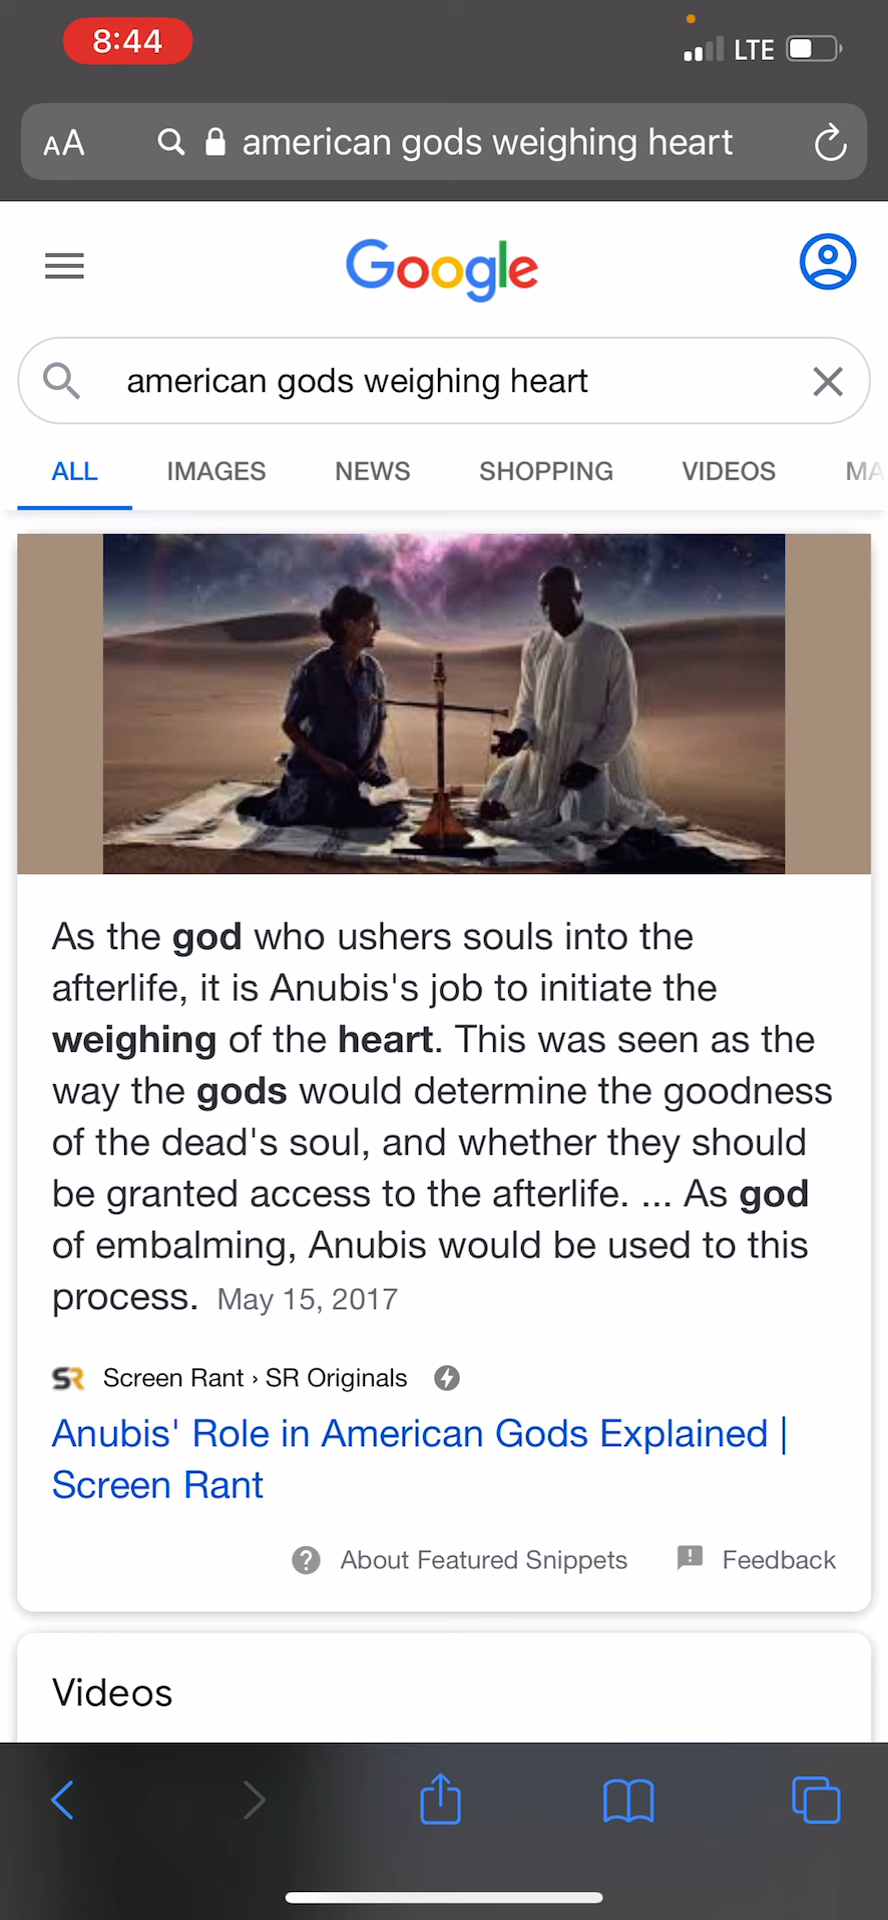 8:44
LTE
AA
american gods weighing heart
Google
american gods weighing heart
ALL IMAGES NEWS SHOPPING VIDEOS MA
As the god who ushers souls into the
afterlife, it is Anubis's job to initiate the
weighing of the heart. This was seen as the
way the gods would determine the goodness
of the dead's soul, and whether they should
be granted access to the afterlife. ... As god
of embalming, Anubis would be used to this
process. May 15, 2017
SR Screen Rant › SR Originals
Anubis' Role in American Gods Explained |
Screen Rant
About Featured Snippets Feedback
Videos